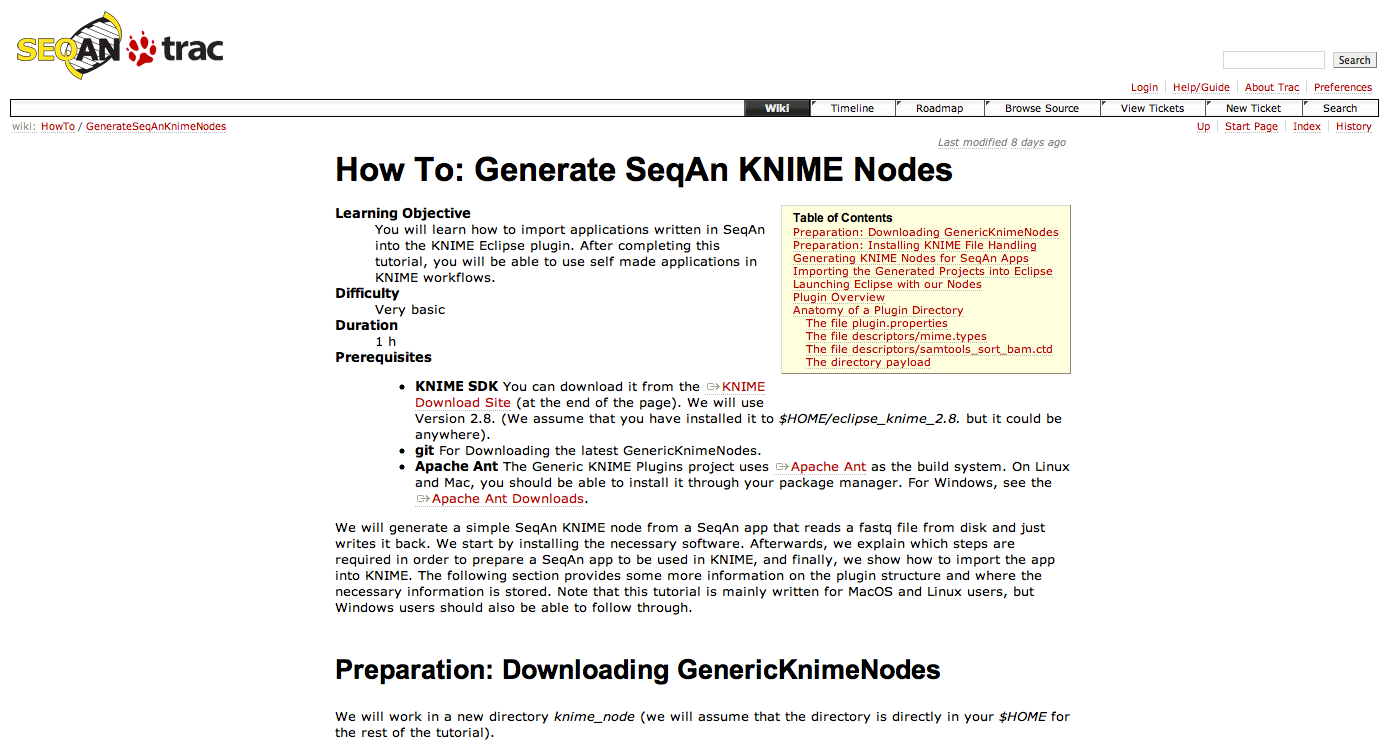 SEQAN trac
Search
Login Help/Guide About Trac Preferences
Wiki Timeline Roadmap Browse Source View Tickets New Ticket Search
wiki: HowTo / GenerateSeqAnKnimeNodes
Up Start Page Index History
Last modified 8 days ago
How To: Generate SeqAn KNIME Nodes
Learning Objective
You will learn how to import applications written in SeqAn
into the KNIME Eclipse plugin. After completing this
tutorial, you will be able to use self made applications in
KNIME workflows.
Difficulty
Very basic
Duration
1 h
Prerequisites
Table of Contents
Preparation: Downloading GenericKnimeNodes
Preparation: Installing KNIME File Handling
Generating KNIME Nodes for SeqAn Apps
Importing the Generated Projects into Eclipse
Launching Eclipse with our Nodes
Plugin Overview
Anatomy of a Plugin Directory
The file plugin.properties
The file descriptors/mime.types
The file descriptors/samtools_sort_bam.ctd
The directory payload
• KNIME SDK You can download it from the KNIME
Download Site (at the end of the page). We will use
Version 2.8. (We assume that you have installed it to $HOME/eclipse_knime_2.8. but it could be
anywhere).
• git For Downloading the latest GenericKnimeNodes.
• Apache Ant The Generic KNIME Plugins project uses Apache Ant as the build system. On Linux
and Mac, you should be able to install it through your package manager. For Windows, see the
Apache Ant Downloads.
We will generate a simple SeqAn KNIME node from a SeqAn app that reads a fastq file from disk and just
writes it back. We start by installing the necessary software. Afterwards, we explain which steps are
required in order to prepare a SeqAn app to be used in KNIME, and finally, we show how to import the app
into KNIME. The following section provides some more information on the plugin structure and where the
necessary information is stored. Note that this tutorial is mainly written for MacOS and Linux users, but
Windows users should also be able to follow through.
Preparation: Downloading GenericKnimeNodes
We will work in a new directory knime_node (we will assume that the directory is directly in your $HOME for
the rest of the tutorial).